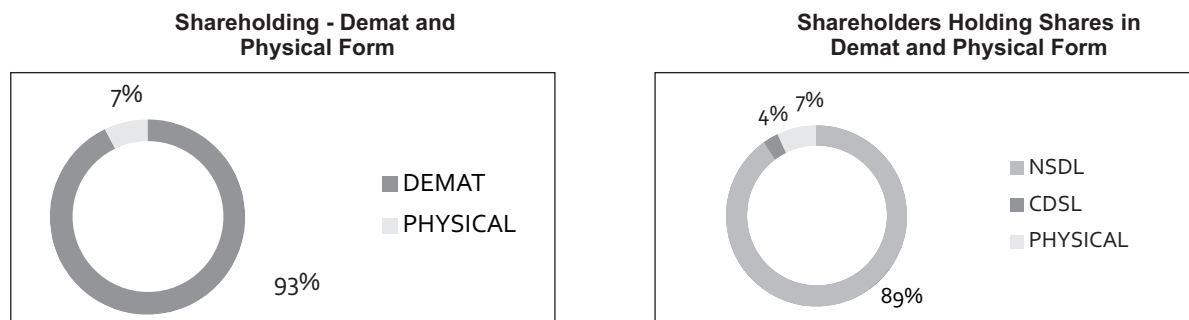 Shareholding - Demat and
Physical Form
7%
DEMAT
PHYSICAL
93%
Shareholders Holding Shares in
Demat and Physical Form
4% 7%
NSDL
CDSL
PHYSICAL
89%